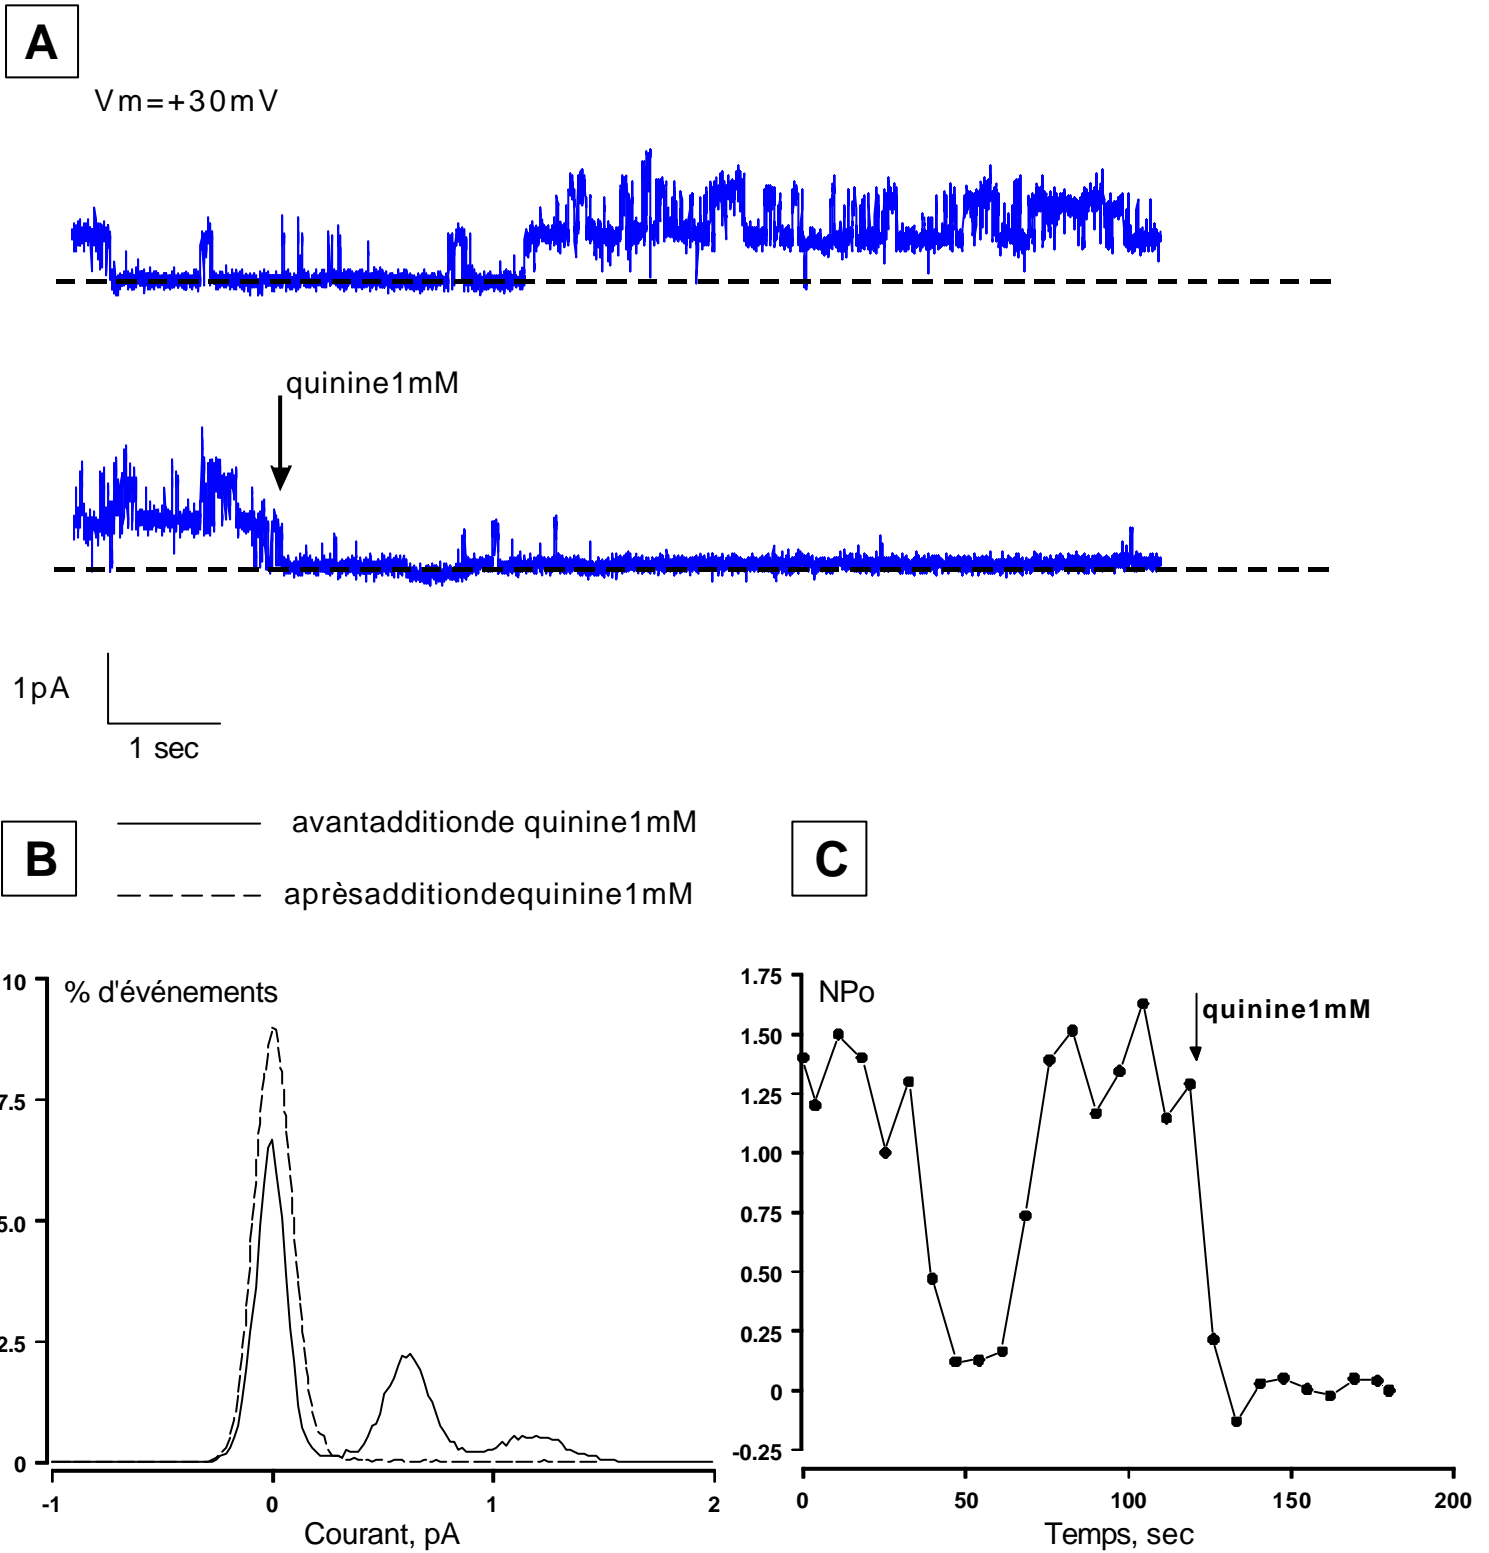 A
Vm=+30mV
quinine1mM
1pA
1 sec
avantadditionde quinine1mM
B
C
aprèsadditiondequinine1mM
10
% d'événements
7.5
5.0
2.5
0
-1
0
1
2
Courant, pA
1.75
NPo
quinine1mM
1.50
1.25
1.00
0.75
0.50
0.25
0
-0.25
0
50
100
150
200
Temps, sec